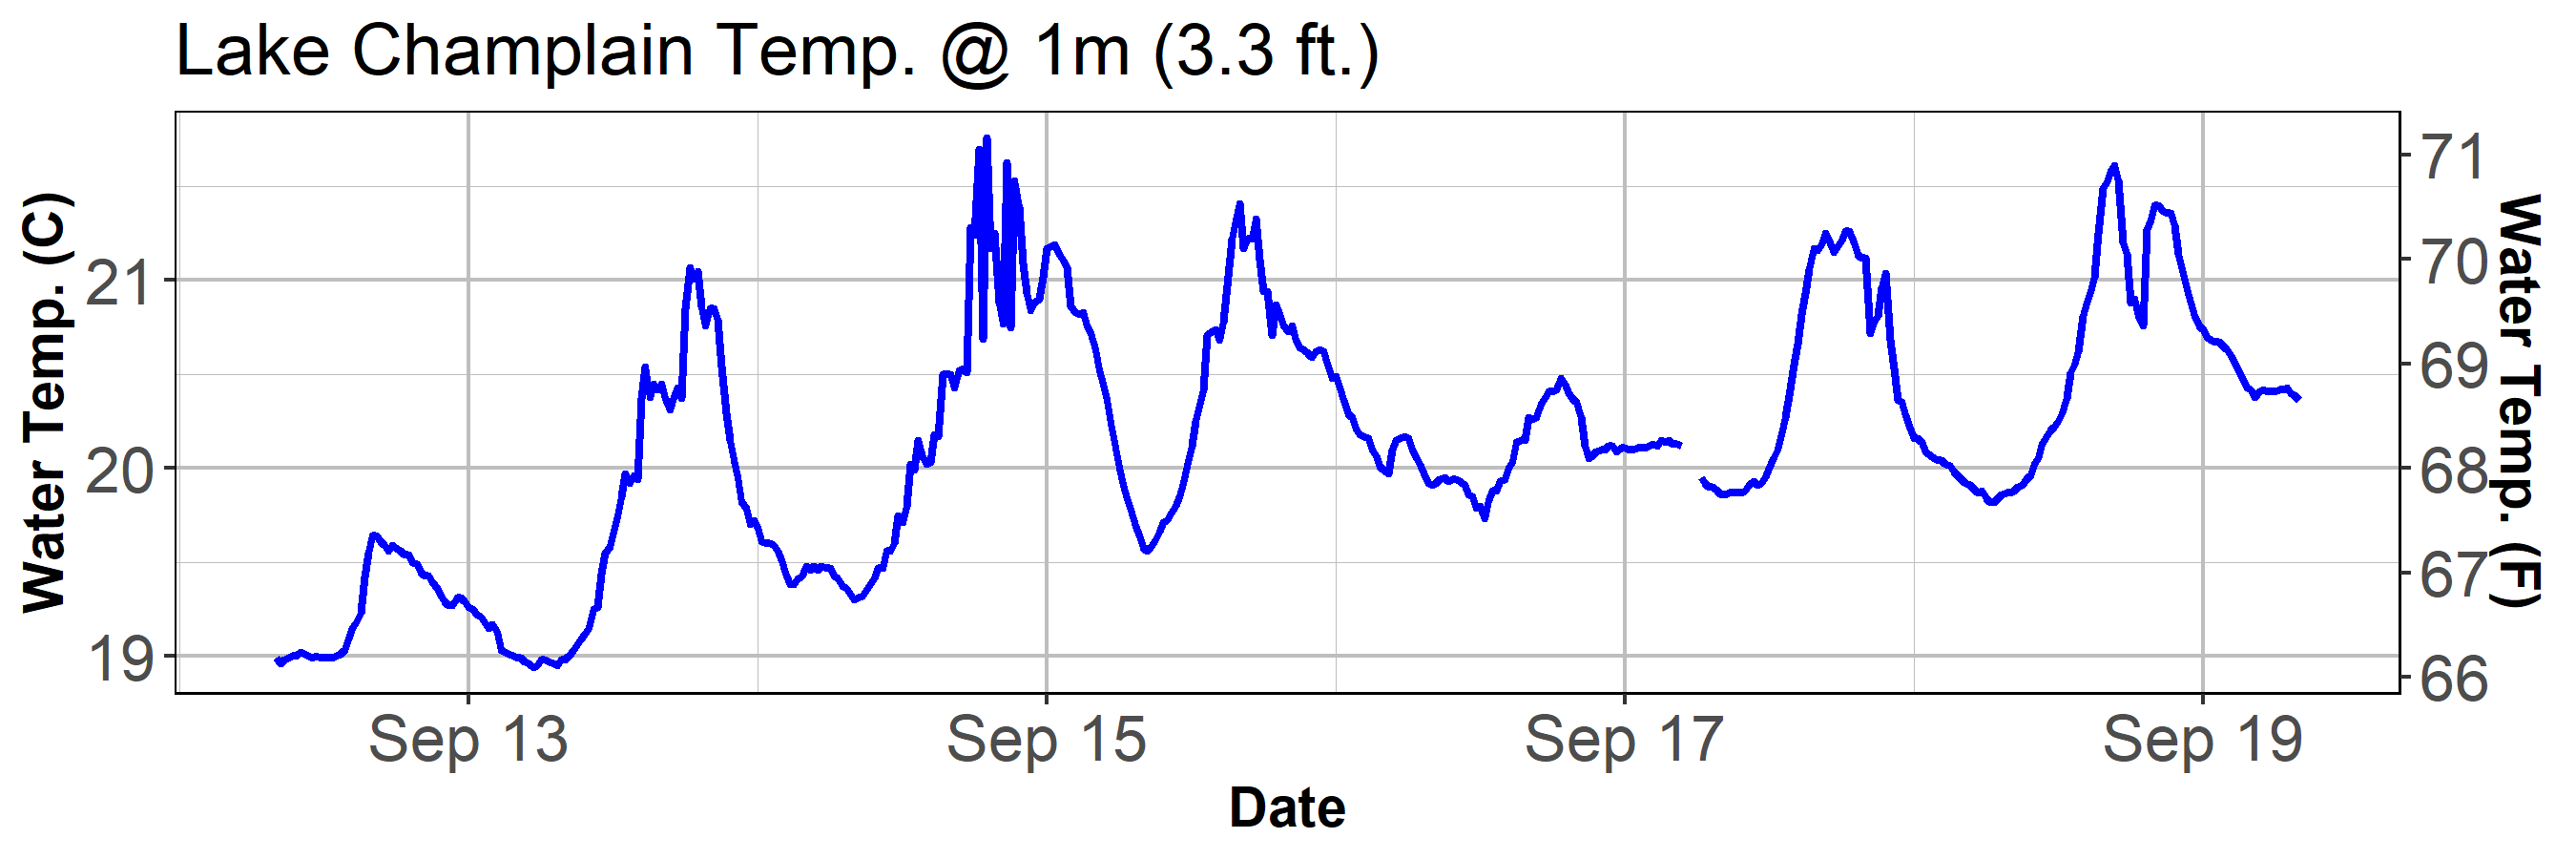 Lake Champlain Temp. @ 1m (3.3 ft.)
Water Temp. (C)
21
20
19
71
70
69
68
67
66
Water Temp. (F)
Sep 13
Sep 15
Sep 17
Sep 19
Date